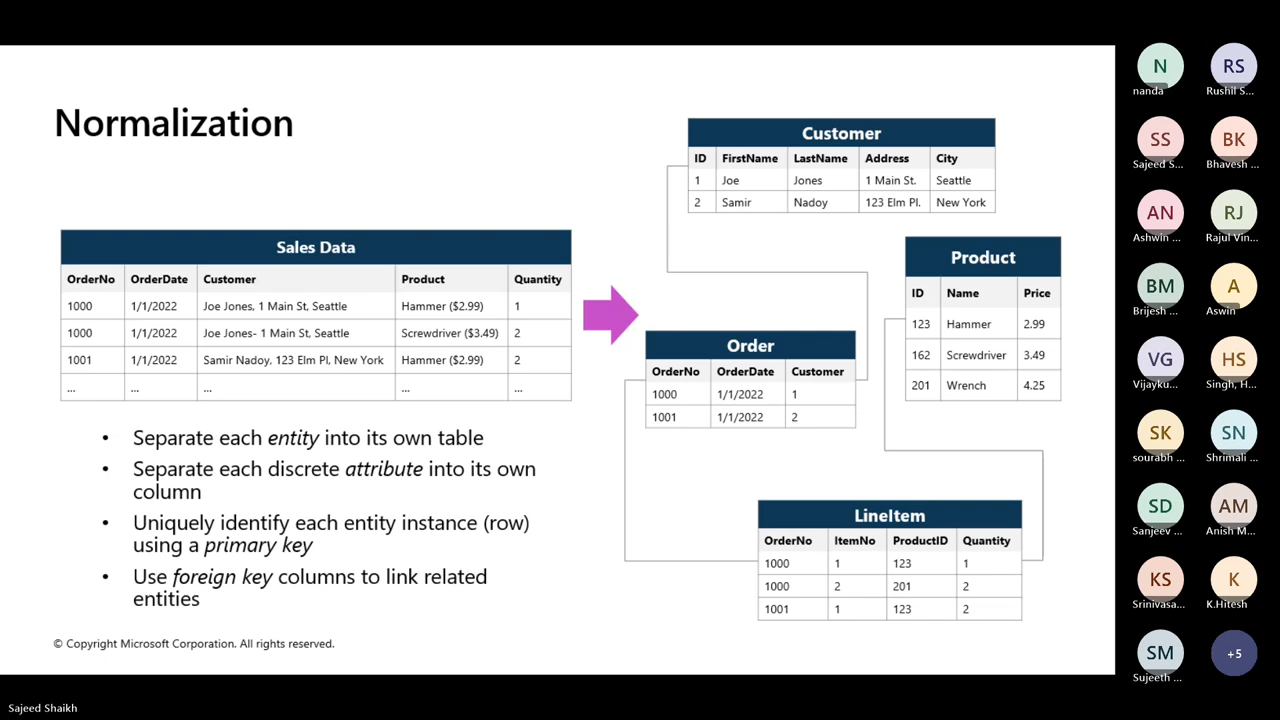 Normalization
Sales Data
OrderNo OrderDate Customer Product Quantity
1000 1/1/2022 Joe Jones, 1 Main St, Seattle Hammer ($2.99) 1
1000 1/1/2022 Joe Jones- 1 Main St, Seattle Screwdriver ($3.49) 2
1001 1/1/2022 Samir Nadoy, 123 Elm Pl, New York Hammer ($2.99) 2
... ... ... ... ...
• Separate each entity into its own table
• Separate each discrete attribute into its own
column
• Uniquely identify each entity instance (row)
using a primary key
• Use foreign key columns to link related
entities
© Copyright Microsoft Corporation. All rights reserved.
Customer
ID FirstName LastName Address City
1 Joe Jones 1 Main St. Seattle
2 Samir Nadoy 123 Elm Pl. New York
Product
ID Name Price
123 Hammer 2.99
162 Screwdriver 3.49
201 Wrench 4.25
Order
OrderNo OrderDate Customer
1000 1/1/2022 1
1001 1/1/2022 2
LineItem
OrderNo ItemNo ProductID Quantity
1000 1 123 1
1000 2 201 2
1001 1 123 2
N RS
nanda Rushil S...
SS BK
Sajeed S... Bhavesh ...
AN RJ
Ashwin ... Rajul Vin...
BM A
Brijesh ... Aswin
VG HS
Vijayku... Singh, H...
SK SN
sourabh ... Shrimali ...
SD AM
Sanjeev ... Anish M...
KS K
Srinivasa... K.Hitesh
SM +5
Sujeeth ...
Sajeed Shaikh